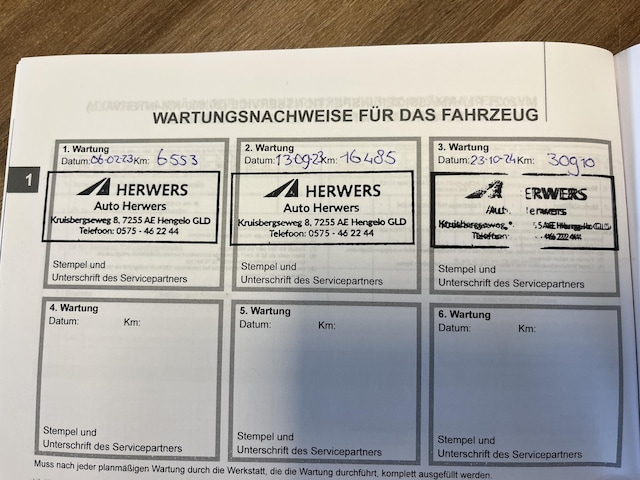 WARTUNGSNACHWEISE FÜR DAS FAHRZEUG
1
1. Wartung
Datum: 06-02-23 Km: 6553
HERWERS
Auto Herwers
Kruisbergseweg 8, 7255 AE Hengelo GLD
Telefoon: 0575 - 46 22 44
Stempel und
Unterschrift des Servicepartners
2. Wartung
Datum: 13-09-23 Km: 16485
HERWERS
Auto Herwers
Kruisbergseweg 8, 7255 AE Hengelo GLD
Telefoon: 0575 - 46 22 44
Stempel und
Unterschrift des Servicepartners
3. Wartung
Datum: 23-10-24 Km: 30910
ERWERS
Hengelo GLD
46 22 44
Stempel und
Unterschrift des Servicepartners
4. Wartung
Datum: Km:
Stempel und
Unterschrift des Servicepartners
5. Wartung
Datum: Km:
Stempel und
Unterschrift des Servicepartners
6. Wartung
Datum: Km:
Stempel und
Unterschrift des Servicepartners
Muss nach jeder planmäßigen Wartung durch die Werkstatt, die die Wartung durchführt, komplett ausgefüllt werden.